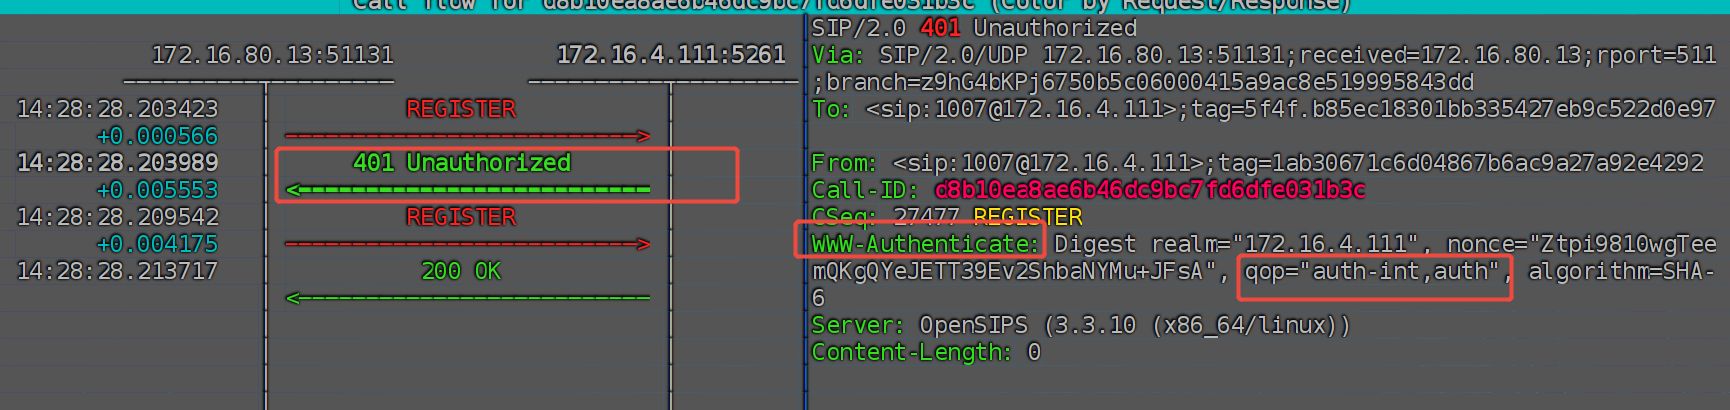 Call flow for d8b10ea8ae6b46dc9bc7fd6dfe031b3c (Color by Request/Response)
172.16.80.13:51131
172.16.4.111:5261
14:28:28.203423
REGISTER
+0.000566
14:28:28.203989
401 Unauthorized
+0.005553
14:28:28.209542
REGISTER
+0.004175
14:28:28.213717
200 OK
SIP/2.0 401 Unauthorized
Via: SIP/2.0/UDP 172.16.80.13:51131;received=172.16.80.13;rport=511
;branch=z9hG4bKPj6750b5c06000415a9ac8e519995843dd
To: <sip:1007@172.16.4.111>;tag=5f4f.b85ec18301bb335427eb9c522d0e97
From: <sip:1007@172.16.4.111>;tag=1ab30671c6d04867b6ac9a27a92e4292
Call-ID: d8b10ea8ae6b46dc9bc7fd6dfe031b3c
CSeq: 27477 REGISTER
WWW-Authenticate: Digest realm="172.16.4.111", nonce="Ztpi9810wgTee
mQKgQYeJETT39Ev2ShbaNYMu+JFsA", qop="auth-int,auth", algorithm=SHA-
6
Server: OpenSIPS (3.3.10 (x86_64/linux))
Content-Length: 0